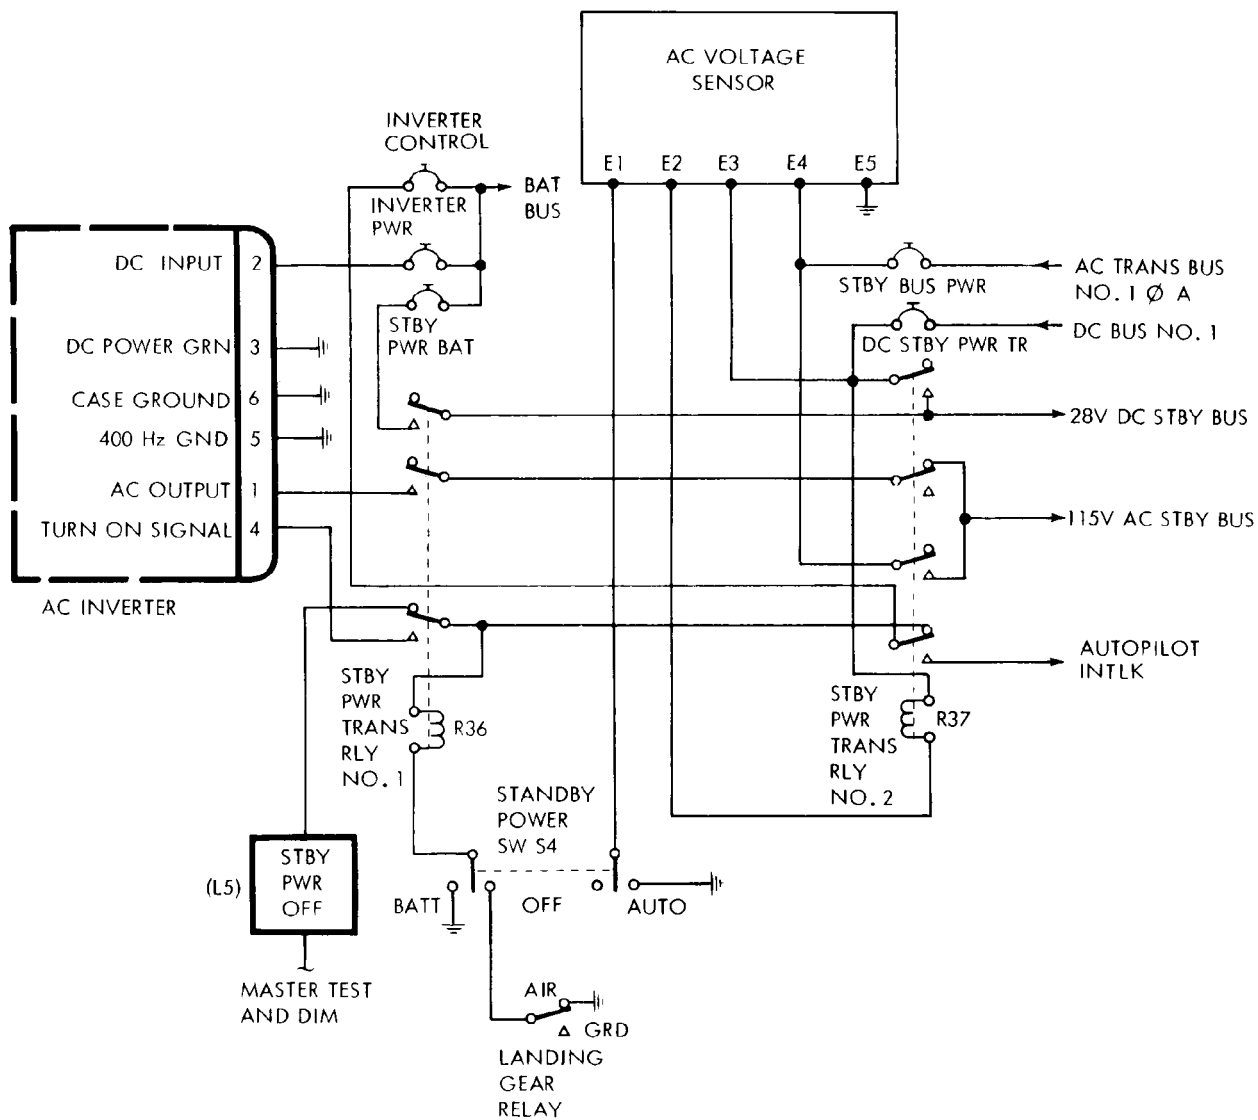 AC VOLTAGE
SENSOR
E1 E2 E3 E4 E5
INVERTER
CONTROL
INVERTER
PWR
BAT
BUS
DC INPUT 2
STBY
PWR BAT
STBY BUS PWR
AC TRANS BUS
NO. 1 Ø A
DC STBY PWR TR
DC BUS NO. 1
DC POWER GRN 3
CASE GROUND 6
400 Hz GND 5
AC OUTPUT 1
TURN ON SIGNAL 4
AC INVERTER
28V DC STBY BUS
115V AC STBY BUS
AUTOPILOT
INTLK
STBY
PWR
TRANS
RLY
NO. 1
R36
STBY
PWR
TRANS
RLY
NO. 2
R37
STANDBY
POWER
SW S4
BATT
OFF
AUTO
(L5)
STBY
PWR
OFF
MASTER TEST
AND DIM
AIR
GRD
LANDING
GEAR
RELAY